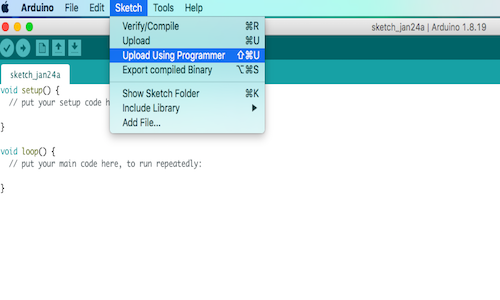 Arduino File Edit Sketch Tools Help
sketch_jan24a | Arduino 1.8.19
Verify/Compile ⌘R
Upload ⌘U
Upload Using Programmer ⇧⌘U
Export compiled Binary ⌥⌘S
Show Sketch Folder ⌘K
Include Library
Add File...
sketch_jan24a
void setup() {
// put your setup code h
}
void loop() {
// put your main code here, to run repeatedly:
}